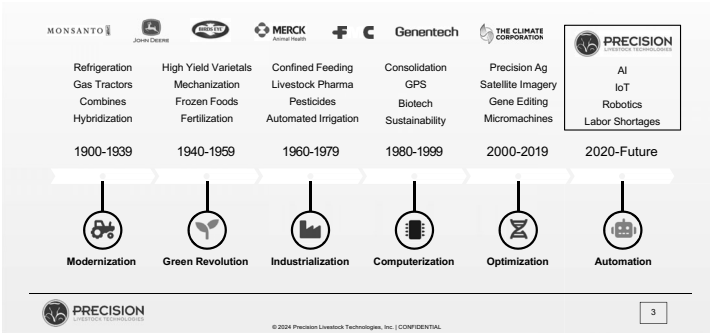 MONSANTO
JOHN DEERE
BIRDS EYE
MERCK
Animal Health
F C
Genentech
THE CLIMATE
CORPORATION
PRECISION
LIVESTOCK TECHNOLOGIES
Refrigeration
Gas Tractors
Combines
Hybridization
High Yield Varietals
Mechanization
Frozen Foods
Fertilization
Confined Feeding
Livestock Pharma
Pesticides
Automated Irrigation
Consolidation
GPS
Biotech
Sustainability
Precision Ag
Satellite Imagery
Gene Editing
Micromachines
AI
IoT
Robotics
Labor Shortages
1900-1939
1940-1959
1960-1979
1980-1999
2000-2019
2020-Future
Modernization
Green Revolution
Industrialization
Computerization
Optimization
Automation
PRECISION
LIVESTOCK TECHNOLOGIES
© 2024 Precision Livestock Technologies, Inc. | CONFIDENTIAL
3